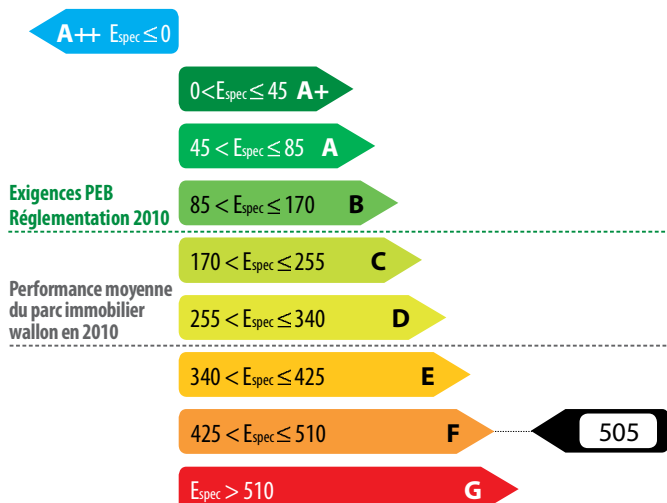 A++ Espec ≤ 0
0 < Espec ≤ 45 A+
45 < Espec ≤ 85 A
Exigences PEB
Réglementation 2010
85 < Espec ≤ 170 B
170 < Espec ≤ 255 C
Performance moyenne
du parc immobilier
wallon en 2010
255 < Espec ≤ 340 D
340 < Espec ≤ 425 E
425 < Espec ≤ 510 F 505
Espec > 510 G